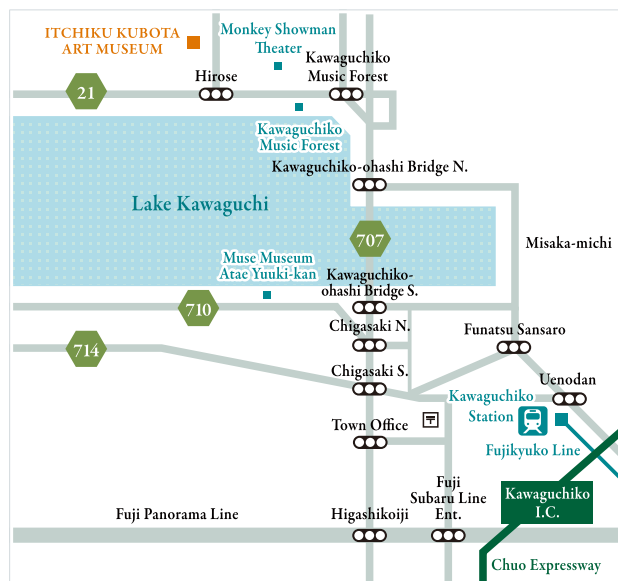 ITCHIKU KUBOTA
ART MUSEUM
Monkey Showman
Theater
Kawaguchiko
Music Forest
Hirose
21
Kawaguchiko
Music Forest
Kawaguchiko-ohashi Bridge N.
Lake Kawaguchi
707
Misaka-michi
Muse Museum
Atae Yuuki-kan
Kawaguchiko-
ohashi Bridge S.
710
Chigasaki N.
Funatsu Sansaro
714
Chigasaki S.
Uenodan
Kawaguchiko
Station
Town Office
〒
Fujikyuko Line
Fuji
Subaru Line
Ent.
Kawaguchiko
I.C.
Fuji Panorama Line
Higashikoiji
Chuo Expressway